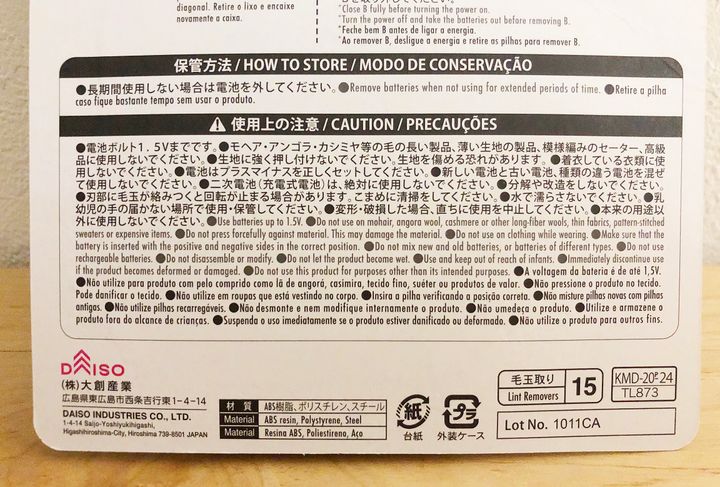 diagonal. Retire o lixo e encaixe
novamente a caixa.
*Close B fully before turning the power on.
*Turn the power off and take the batteries out before removing B.
*Feche bem B antes de ligar a energia.
*Ao remover B, desligue a energia e retire as pilhas para remover B.
保管方法 / HOW TO STORE / MODO DE CONSERVAÇÃO
●長期間使用しない場合は電池を外してください。●Remove batteries when not using for extended periods of time. ●Retire a pilha
caso fique bastante tempo sem usar o produto.
⚠ 使用上の注意 / CAUTION / PRECAUÇÕES
●電池ボルト1.5Vまでです。●モヘア・アンゴラ・カシミヤ等の毛の長い製品、薄い生地の製品、模様編みのセーター、高級
品に使用しないでください。●生地に強く押し付けないでください。生地を傷める恐れがあります。●着衣している衣類に使
用しないでください。●電池はプラスマイナスを正しくセットしてください。●新しい電池と古い電池、種類の違う電池を混ぜ
て使用しないでください。●二次電池（充電式電池）は、絶対に使用しないでください。●分解や改造をしないでください。
●刃部に毛玉が絡みつくと回転が止まる場合があります。こまめに清掃をしてください。●水で濡らさないでください。●乳
幼児の手の届かない場所で使用・保管してください。●変形・破損した場合、直ちに使用を中止してください。●本来の用途以
外に使用しないでください。●Use batteries up to 1.5V. ●Do not use on mohair, angora wool, cashmere or other long-fiber wools, thin fabrics, pattern-stitched
sweaters or expensive items. ●Do not press forcefully against material. This may damage the material. ●Do not use on clothing while wearing. ●Make sure that the
battery is inserted with the positive and negative sides in the correct position. ●Do not mix new and old batteries, or batteries of different types. ●Do not use
rechargeable batteries. ●Do not disassemble or modify. ●Do not let the product become wet. ●Use and keep out of reach of infants. ●Immediately discontinue use
if the product becomes deformed or damaged. ●Do not use this product for purposes other than its intended purposes. ●A voltagem da bateria é de até 1,5V.
●Não utilize para produto com pelo comprido como lã de angorá, casimira, tecido fino, suéter ou produtos de valor. ●Não pressione o produto no tecido.
Pode danificar o tecido. ●Não utilize em roupas que está vestindo no corpo. ●Insira a pilha verificando a posição correta. ●Não misture pilhas novas com pilhas
antigas. ●Não utilize pilhas recarregáveis. ●Não desmonte e nem modifique internamente o produto. ●Não umedeça o produto. ●Utilize e armazene o
produto fora do alcance de crianças. ●Suspenda o uso imediatamente se o produto estiver danificado ou deformado. ●Não utilize o produto para outros fins.
DAISO
(株)大創産業
広島県東広島市西条吉行東1-4-14
DAISO INDUSTRIES CO., LTD.
1-4-14 Saijo-Yoshiyukihigashi,
Higashihiroshima-City, Hiroshima 739-8501 JAPAN
材 質 ABS樹脂、ポリスチレン、スチール
Material ABS resin, Polystyrene, Steel
Material Resina ABS, Poliestireno, Aço
紙
台紙
プラ
外装ケース
毛玉取り
Lint Removers
15
KMD-20P-24
TL873
Lot No. 1011CA